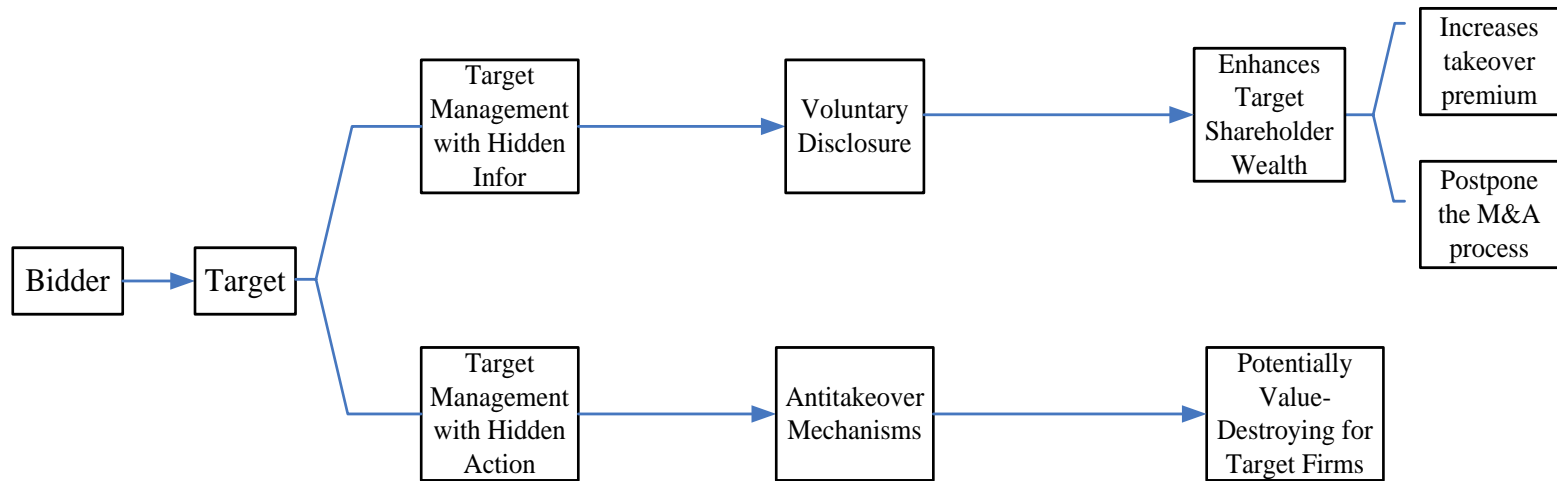 Bidder
Target
Target
Management
with Hidden
Infor
Voluntary
Disclosure
Enhances
Target
Shareholder
Wealth
Increases
takeover
premium
Postpone
the M&A
process
Target
Management
with Hidden
Action
Antitakeover
Mechanisms
Potentially
Value-
Destroying for
Target Firms